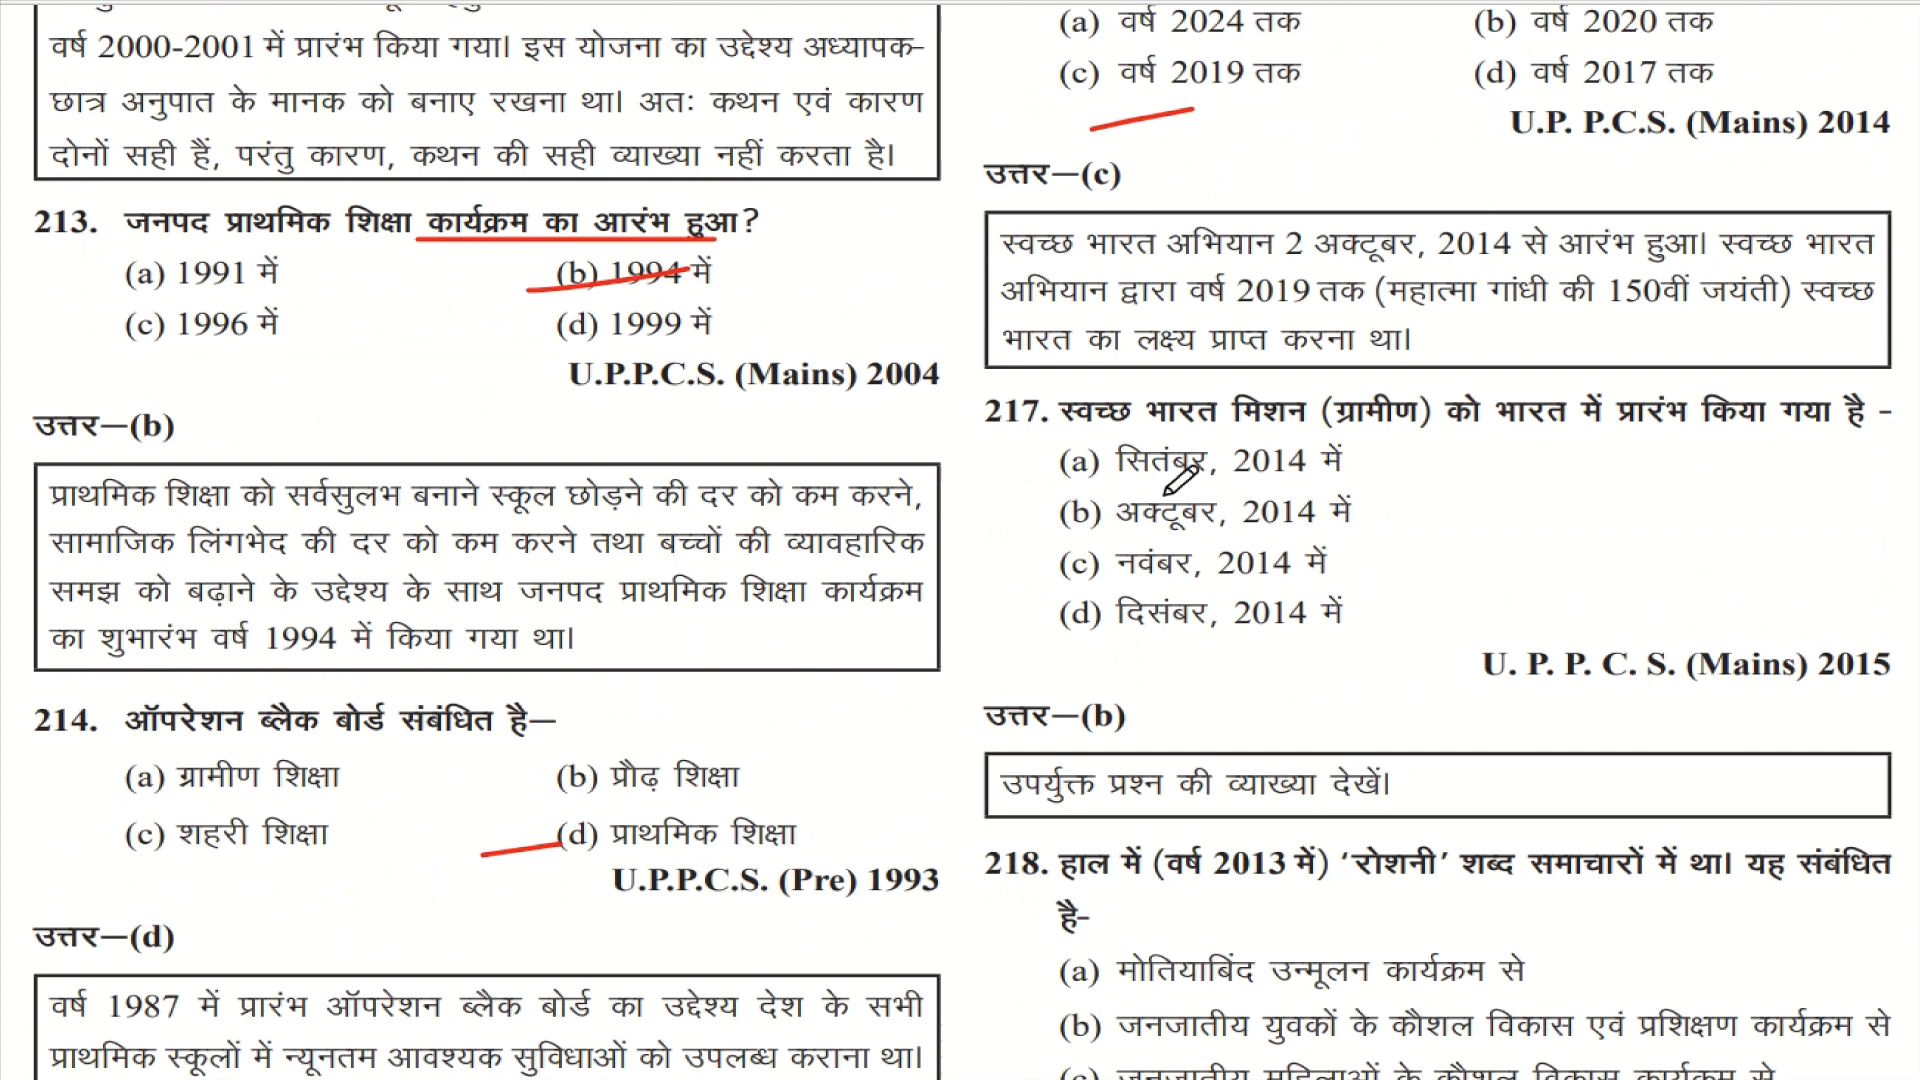 वर्ष 2000-2001 में प्रारंभ किया गया। इस योजना का उद्देश्य अध्यापक-
छात्र अनुपात के मानक को बनाए रखना था। अतः कथन एवं कारण
दोनों सही हैं, परंतु कारण, कथन की सही व्याख्या नहीं करता है।
213. जनपद प्राथमिक शिक्षा कार्यक्रम का आरंभ हुआ?
(a) 1991 में (b) 1994 में
(c) 1996 में (d) 1999 में
U.P.P.C.S. (Mains) 2004
उत्तर—(b)
प्राथमिक शिक्षा को सर्वसुलभ बनाने स्कूल छोड़ने की दर को कम करने,
सामाजिक लिंगभेद की दर को कम करने तथा बच्चों की व्यावहारिक
समझ को बढ़ाने के उद्देश्य के साथ जनपद प्राथमिक शिक्षा कार्यक्रम
का शुभारंभ वर्ष 1994 में किया गया था।
214. ऑपरेशन ब्लैक बोर्ड संबंधित है—
(a) ग्रामीण शिक्षा (b) प्रौढ़ शिक्षा
(c) शहरी शिक्षा (d) प्राथमिक शिक्षा
U.P.P.C.S. (Pre) 1993
उत्तर—(d)
वर्ष 1987 में प्रारंभ ऑपरेशन ब्लैक बोर्ड का उद्देश्य देश के सभी
प्राथमिक स्कूलों में न्यूनतम आवश्यक सुविधाओं को उपलब्ध कराना था।
(a) वर्ष 2024 तक (b) वर्ष 2020 तक
(c) वर्ष 2019 तक (d) वर्ष 2017 तक
U.P. P.C.S. (Mains) 2014
उत्तर—(c)
स्वच्छ भारत अभियान 2 अक्टूबर, 2014 से आरंभ हुआ। स्वच्छ भारत
अभियान द्वारा वर्ष 2019 तक (महात्मा गांधी की 150वीं जयंती) स्वच्छ
भारत का लक्ष्य प्राप्त करना था।
217. स्वच्छ भारत मिशन (ग्रामीण) को भारत में प्रारंभ किया गया है -
(a) सितंबर, 2014 में
(b) अक्टूबर, 2014 में
(c) नवंबर, 2014 में
(d) दिसंबर, 2014 में
U. P. P. C. S. (Mains) 2015
उत्तर—(b)
उपर्युक्त प्रश्न की व्याख्या देखें।
218. हाल में (वर्ष 2013 में) ‘रोशनी’ शब्द समाचारों में था। यह संबंधित
है-
(a) मोतियाबिंद उन्मूलन कार्यक्रम से
(b) जनजातीय युवकों के कौशल विकास एवं प्रशिक्षण कार्यक्रम से
(c) जनजातीय महिलाओं के कौशल विकास कार्यक्रम से